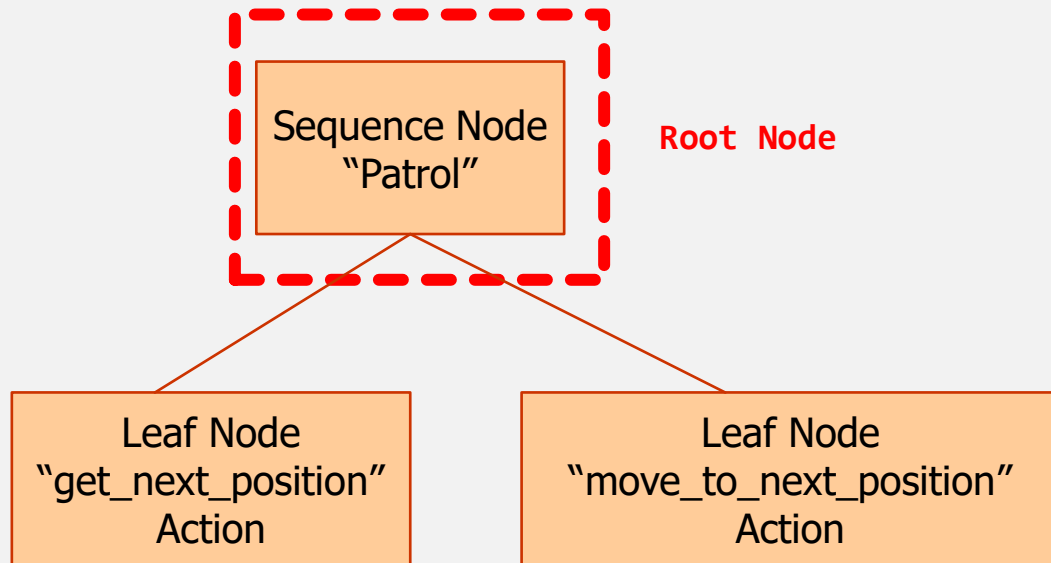 Sequence Node
“Patrol”
Root Node
Leaf Node
“get_next_position”
Action
Leaf Node
“move_to_next_position”
Action